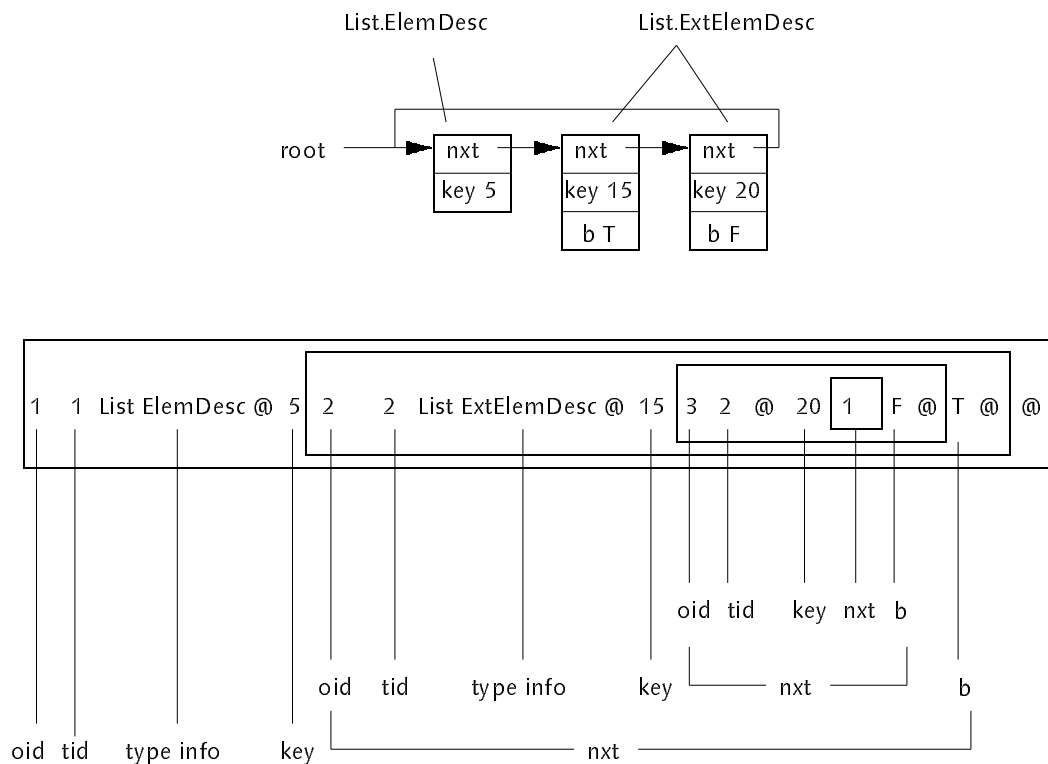 List.ElemDesc List.ExtElemDesc
root nxt nxt nxt
key 5 key 15 key 20
b T b F
1 1 List ElemDesc @ 5 2 2 List ExtElemDesc @ 15 3 2 @ 20 1 F @ T @ @
oid tid key nxt b
oid tid type info key nxt b
oid tid type info key nxt